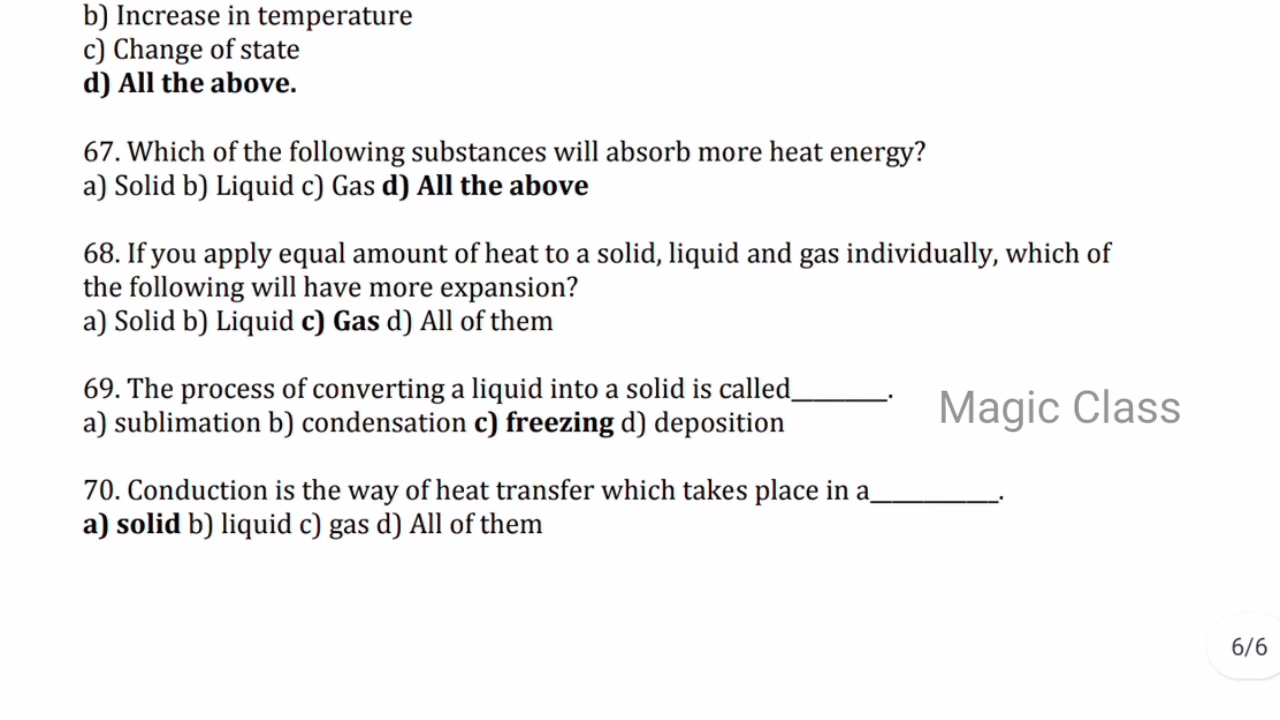 b) Increase in temperature
c) Change of state
d) All the above.
67. Which of the following substances will absorb more heat energy?
a) Solid b) Liquid c) Gas d) All the above
68. If you apply equal amount of heat to a solid, liquid and gas individually, which of
the following will have more expansion?
a) Solid b) Liquid c) Gas d) All of them
69. The process of converting a liquid into a solid is called________.
a) sublimation b) condensation c) freezing d) deposition
Magic Class
70. Conduction is the way of heat transfer which takes place in a___________.
a) solid b) liquid c) gas d) All of them
6/6